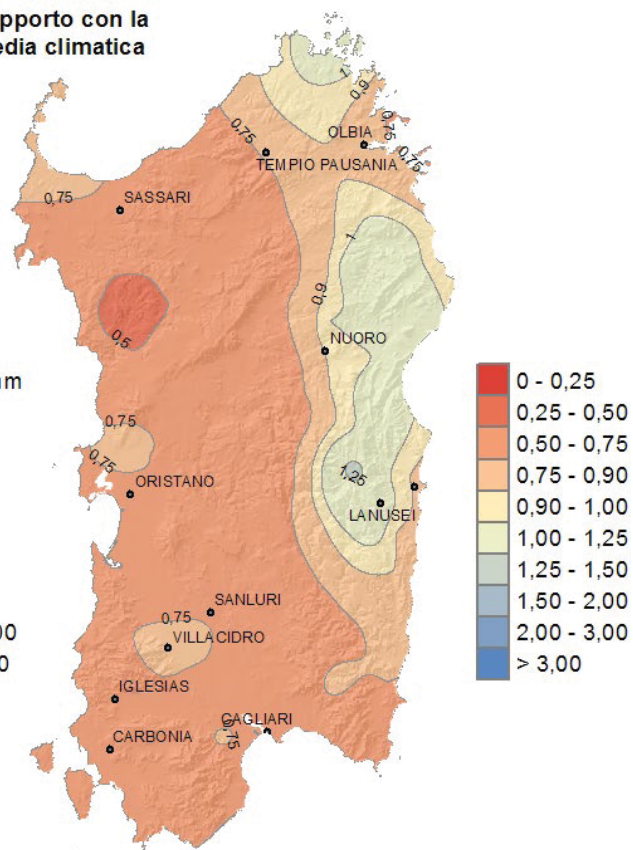 pporto con la
edia climatica
1
0,9
0,75
OLBIA
0,75
TEMPIO PAUSANIA
0,75
0,75
SASSARI
1
0,9
0,5
NUORO
0,75
0,75
1,25
ORISTANO
LANUSEI
SANLURI
0,75
VILLACIDRO
IGLESIAS
CAGLIARI
0,75
CARBONIA
0 - 0,25
0,25 - 0,50
0,50 - 0,75
0,75 - 0,90
0,90 - 1,00
1,00 - 1,25
1,25 - 1,50
1,50 - 2,00
2,00 - 3,00
> 3,00